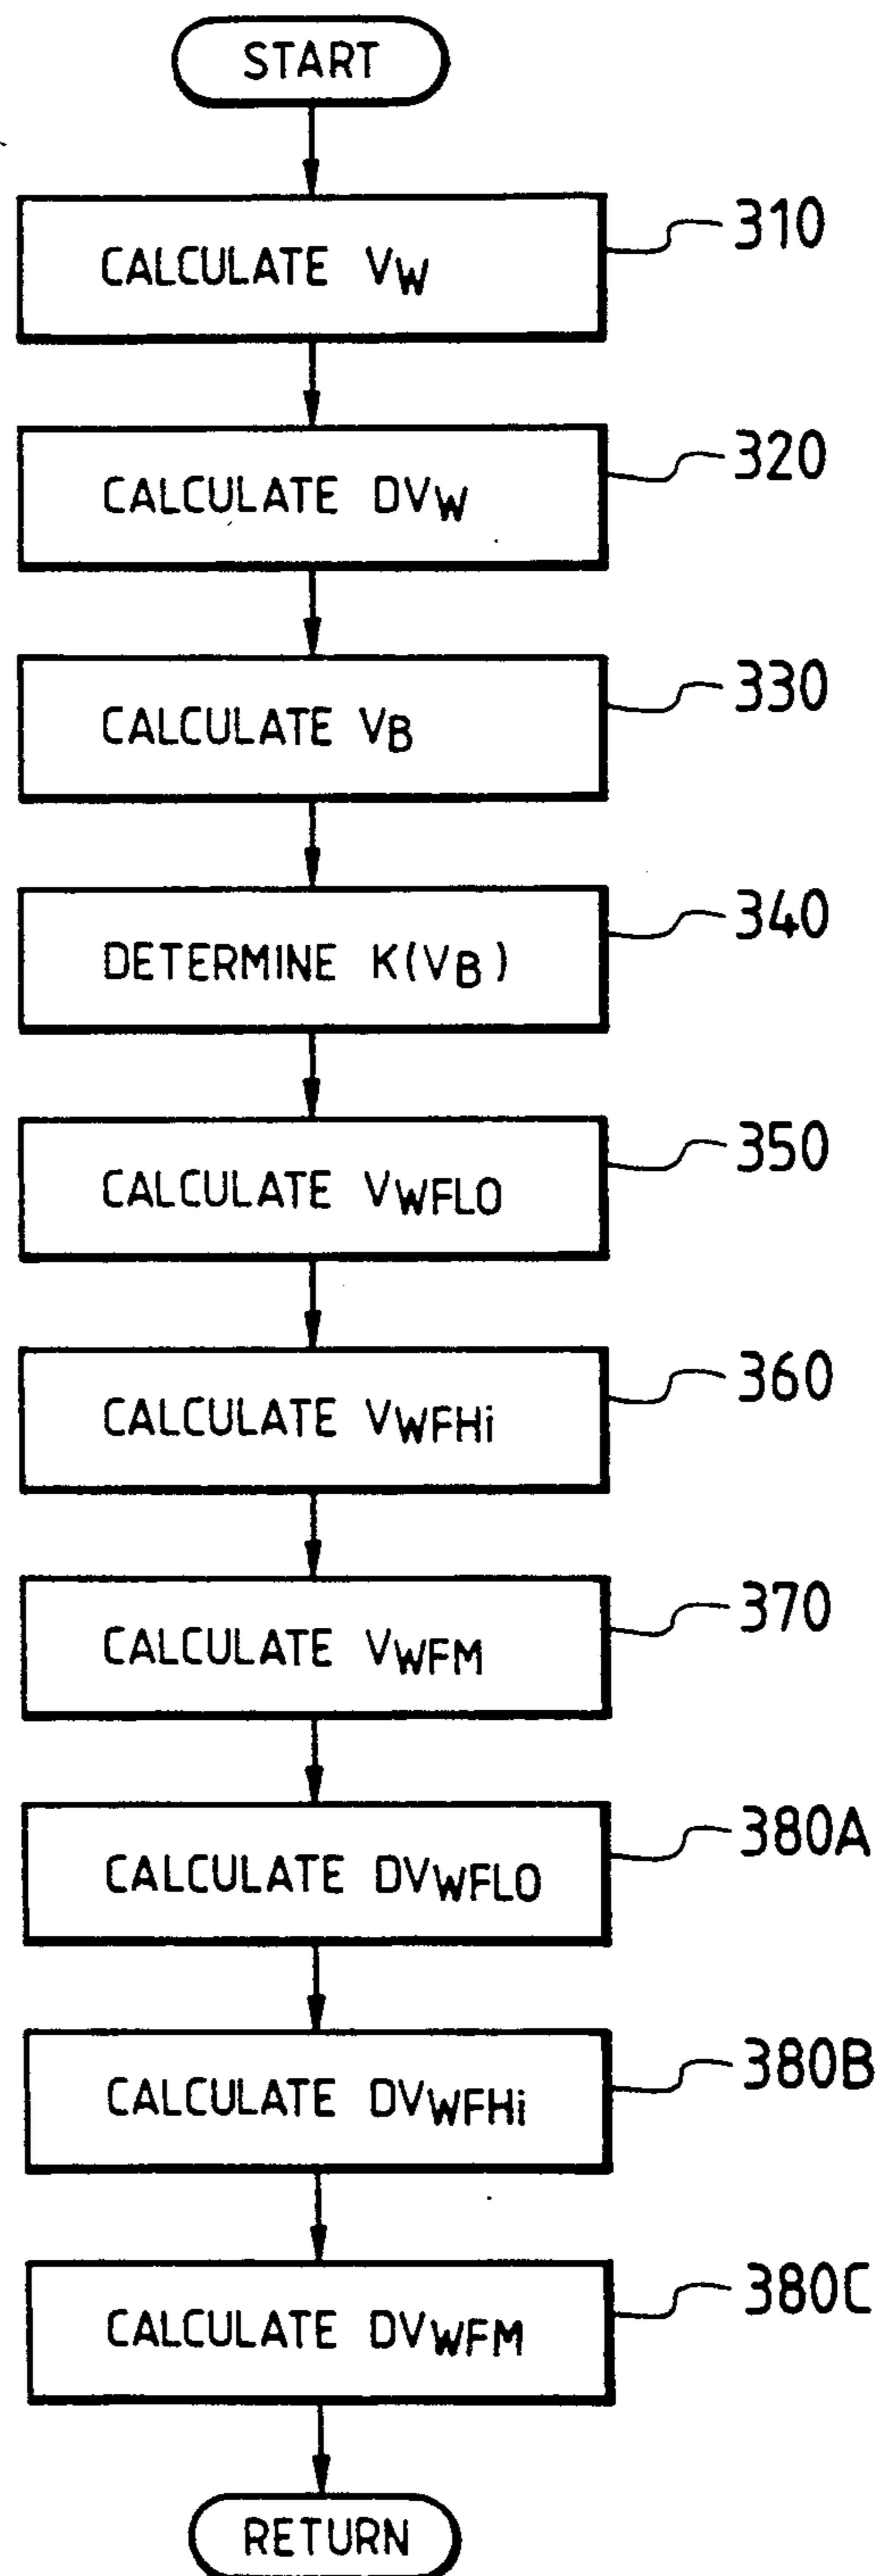 START
CALCULATE VW 310
CALCULATE DVW 320
CALCULATE VB 330
DETERMINE K(VB) 340
CALCULATE VWFLO 350
CALCULATE VWFHi 360
CALCULATE VWFM 370
CALCULATE DVWFLO 380A
CALCULATE DVWFHi 380B
CALCULATE DVWFM 380C
RETURN